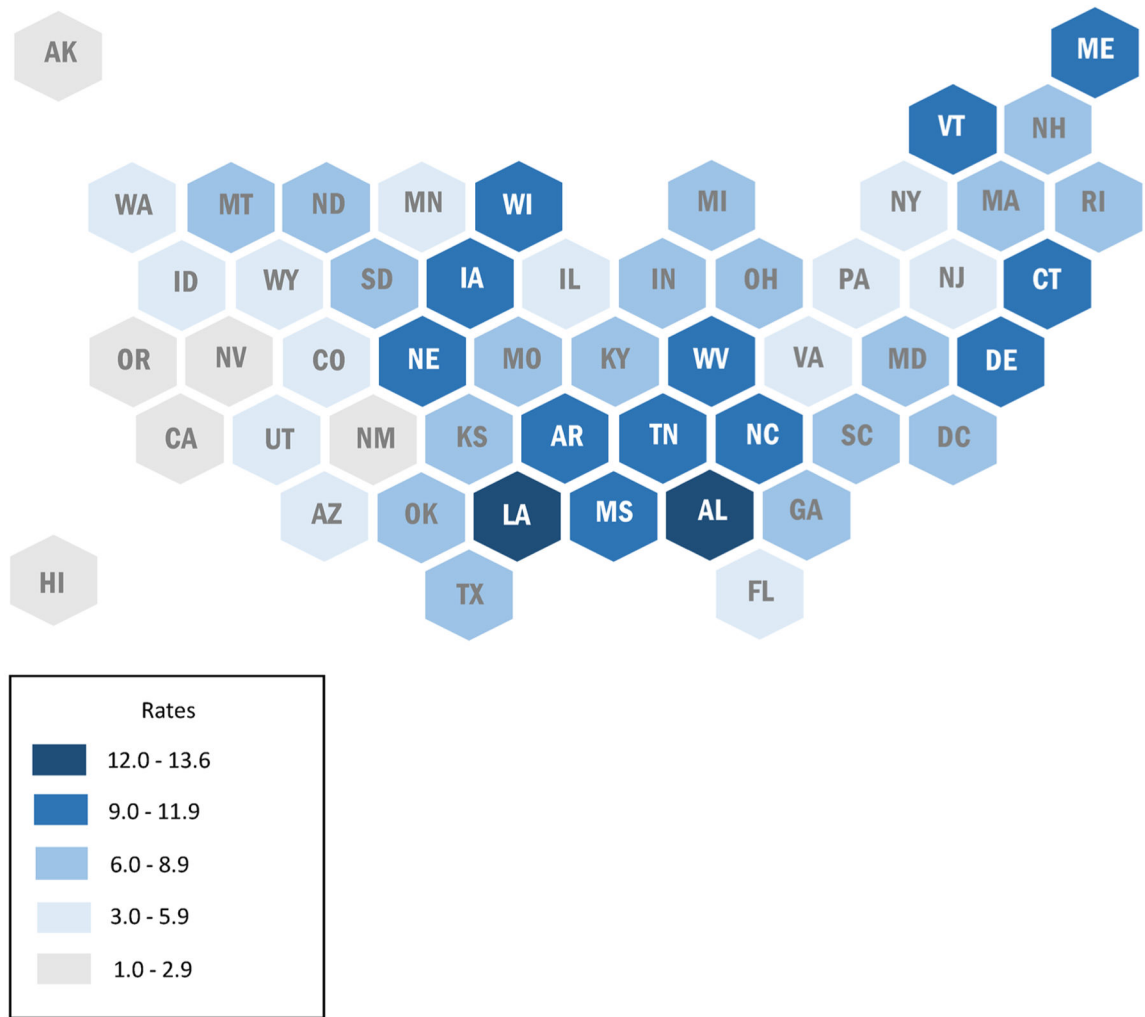 AK ME
VT NH
WA MT ND MN WI MI NY MA RI
ID WY SD IA IL IN OH PA NJ CT
OR NV CO NE MO KY WV VA MD DE
CA UT NM KS AR TN NC SC DC
AZ OK LA MS AL GA
HI TX FL
Rates
12.0 - 13.6
9.0 - 11.9
6.0 - 8.9
3.0 - 5.9
1.0 - 2.9